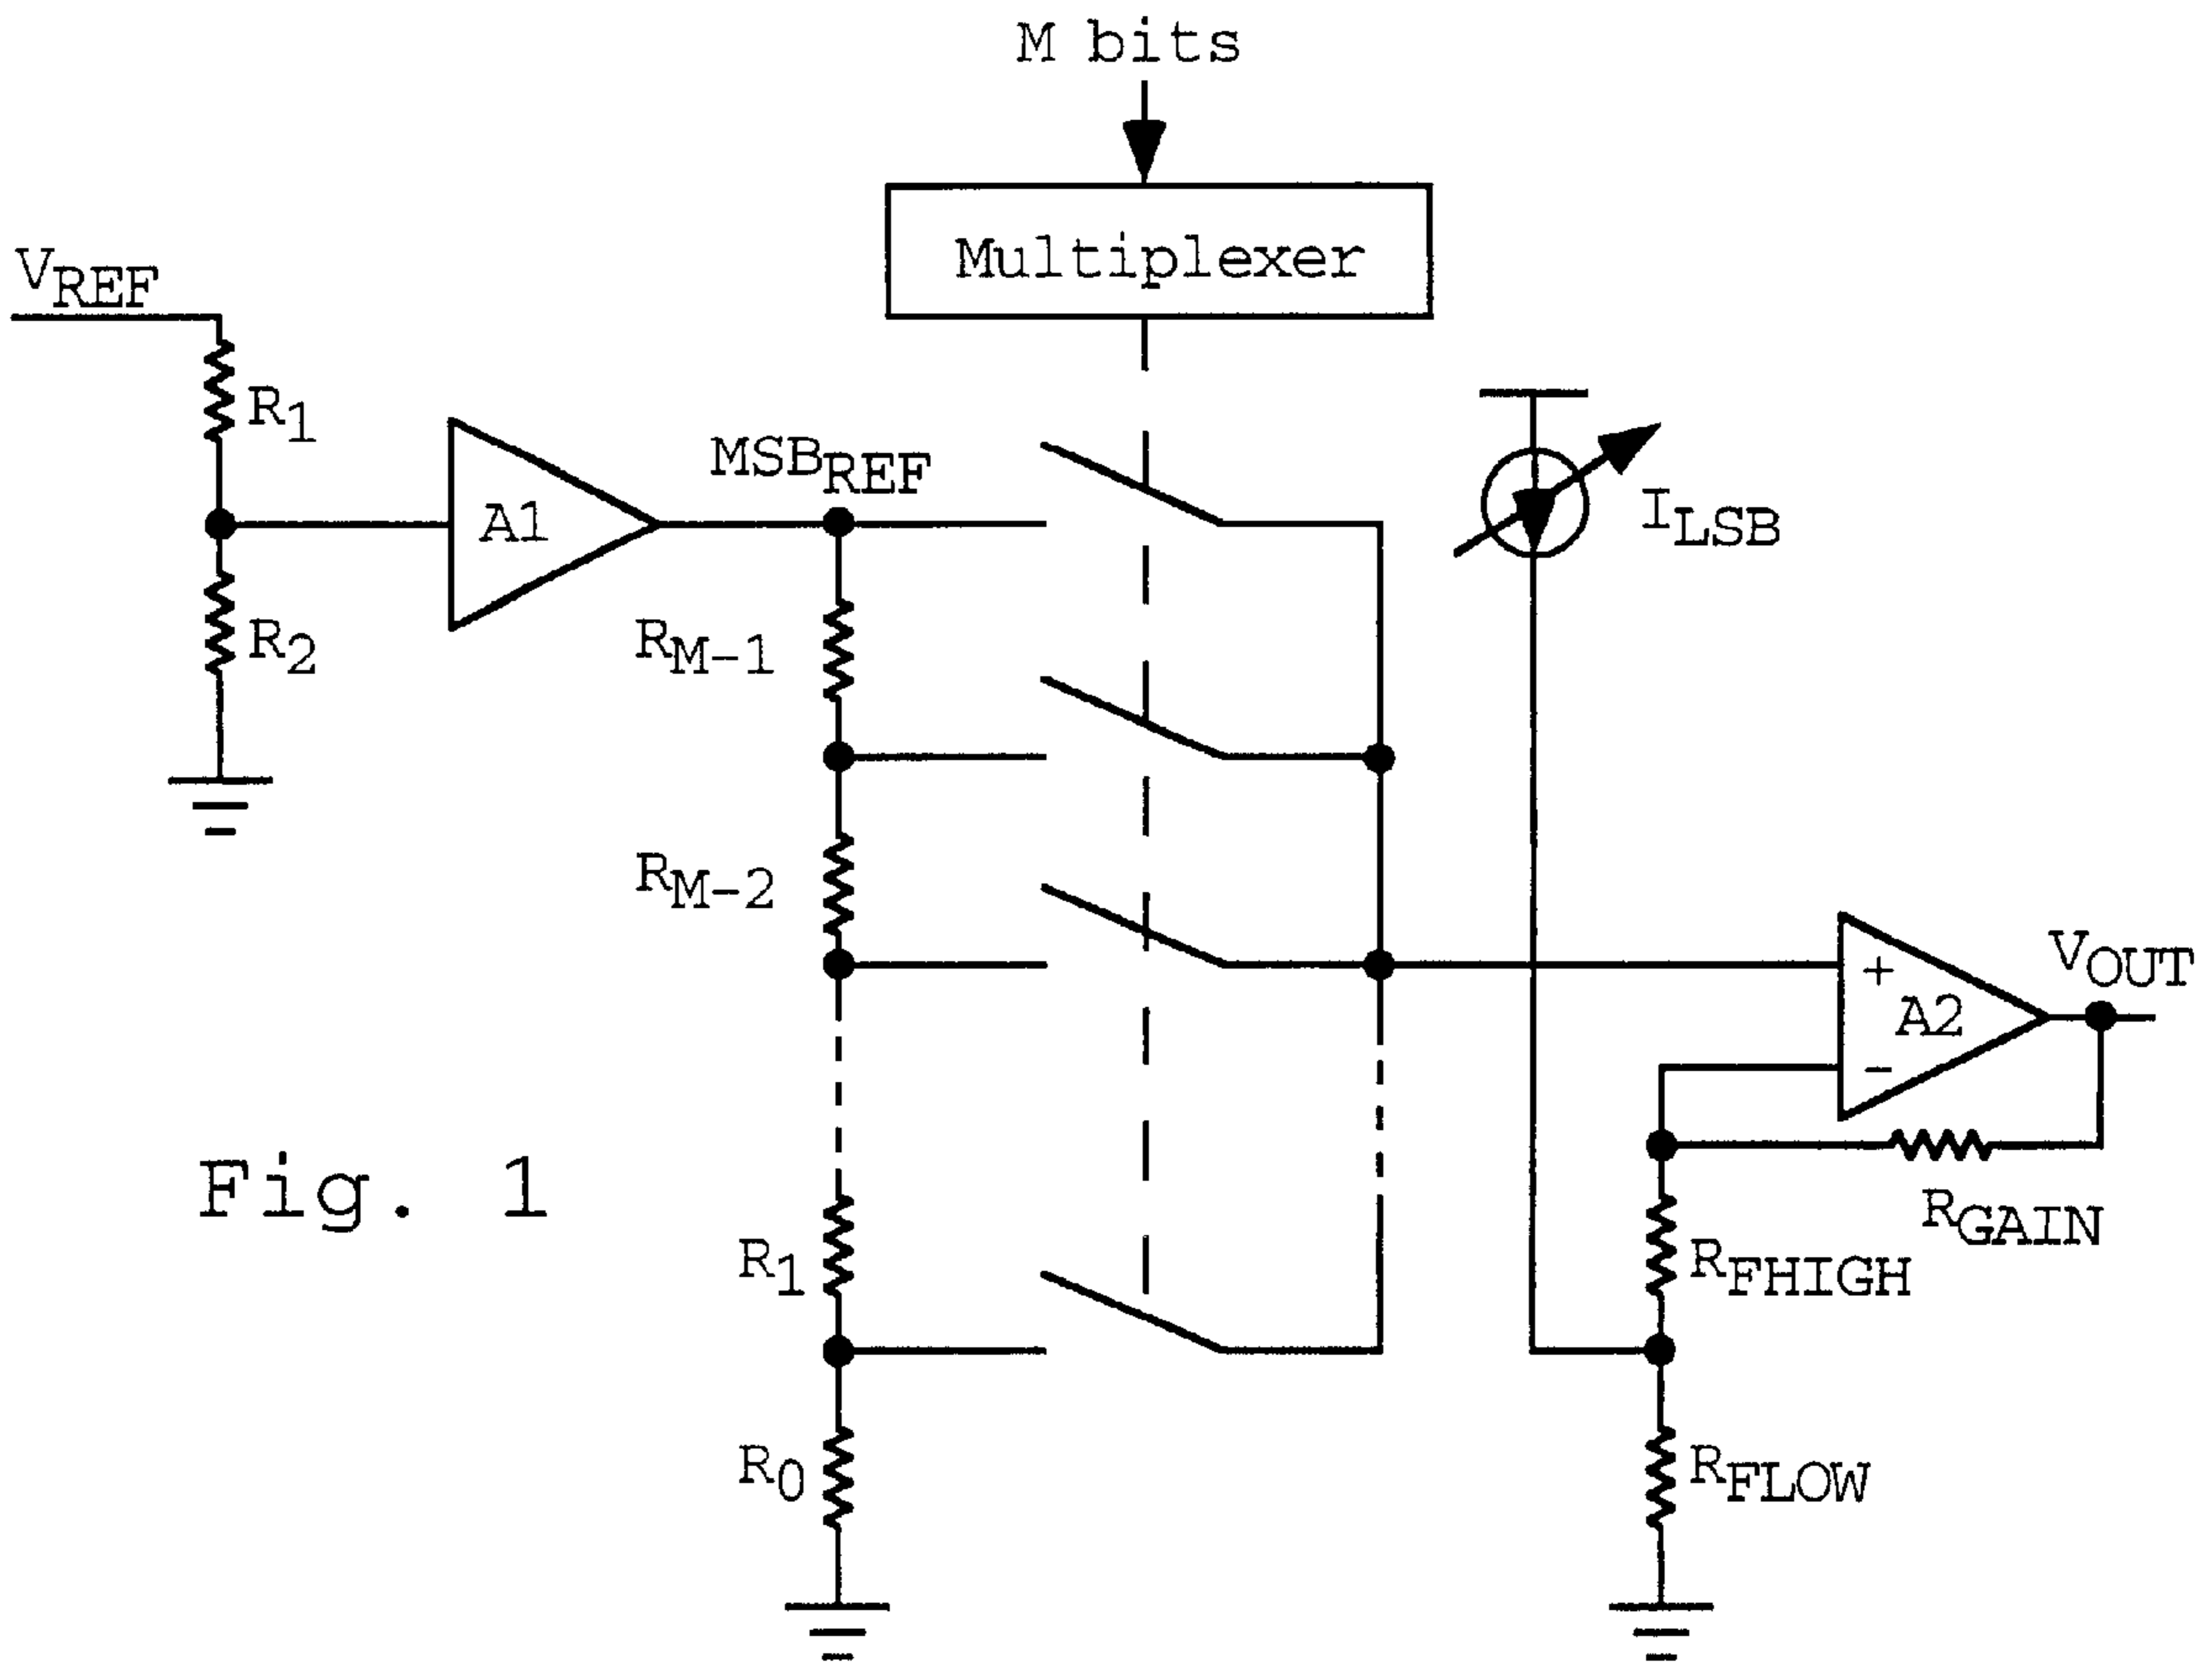 M bits
Multiplexer
VREF
R1
A1
MSBREF
ILSB
R2
RM-1
RM-2
VOUT
+
A2
-
Fig. 1
RGAIN
R1
RFHIGH
R0
RFLOW